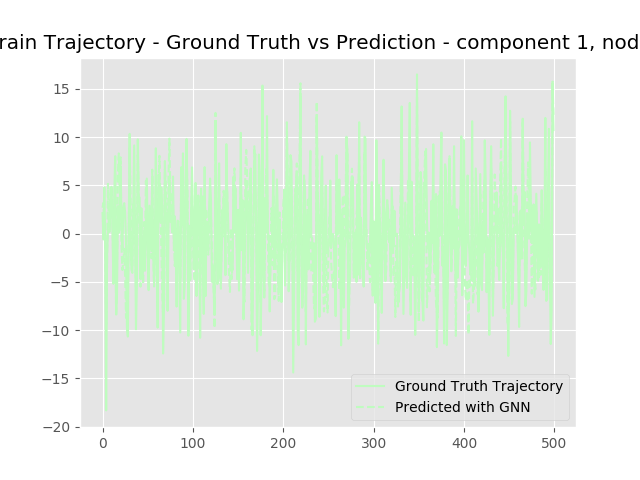 rain Trajectory - Ground Truth vs Prediction - component 1, nod
15
10
5
0
−5
−10
−15
−20
0 100 200 300 400 500
Ground Truth Trajectory
Predicted with GNN